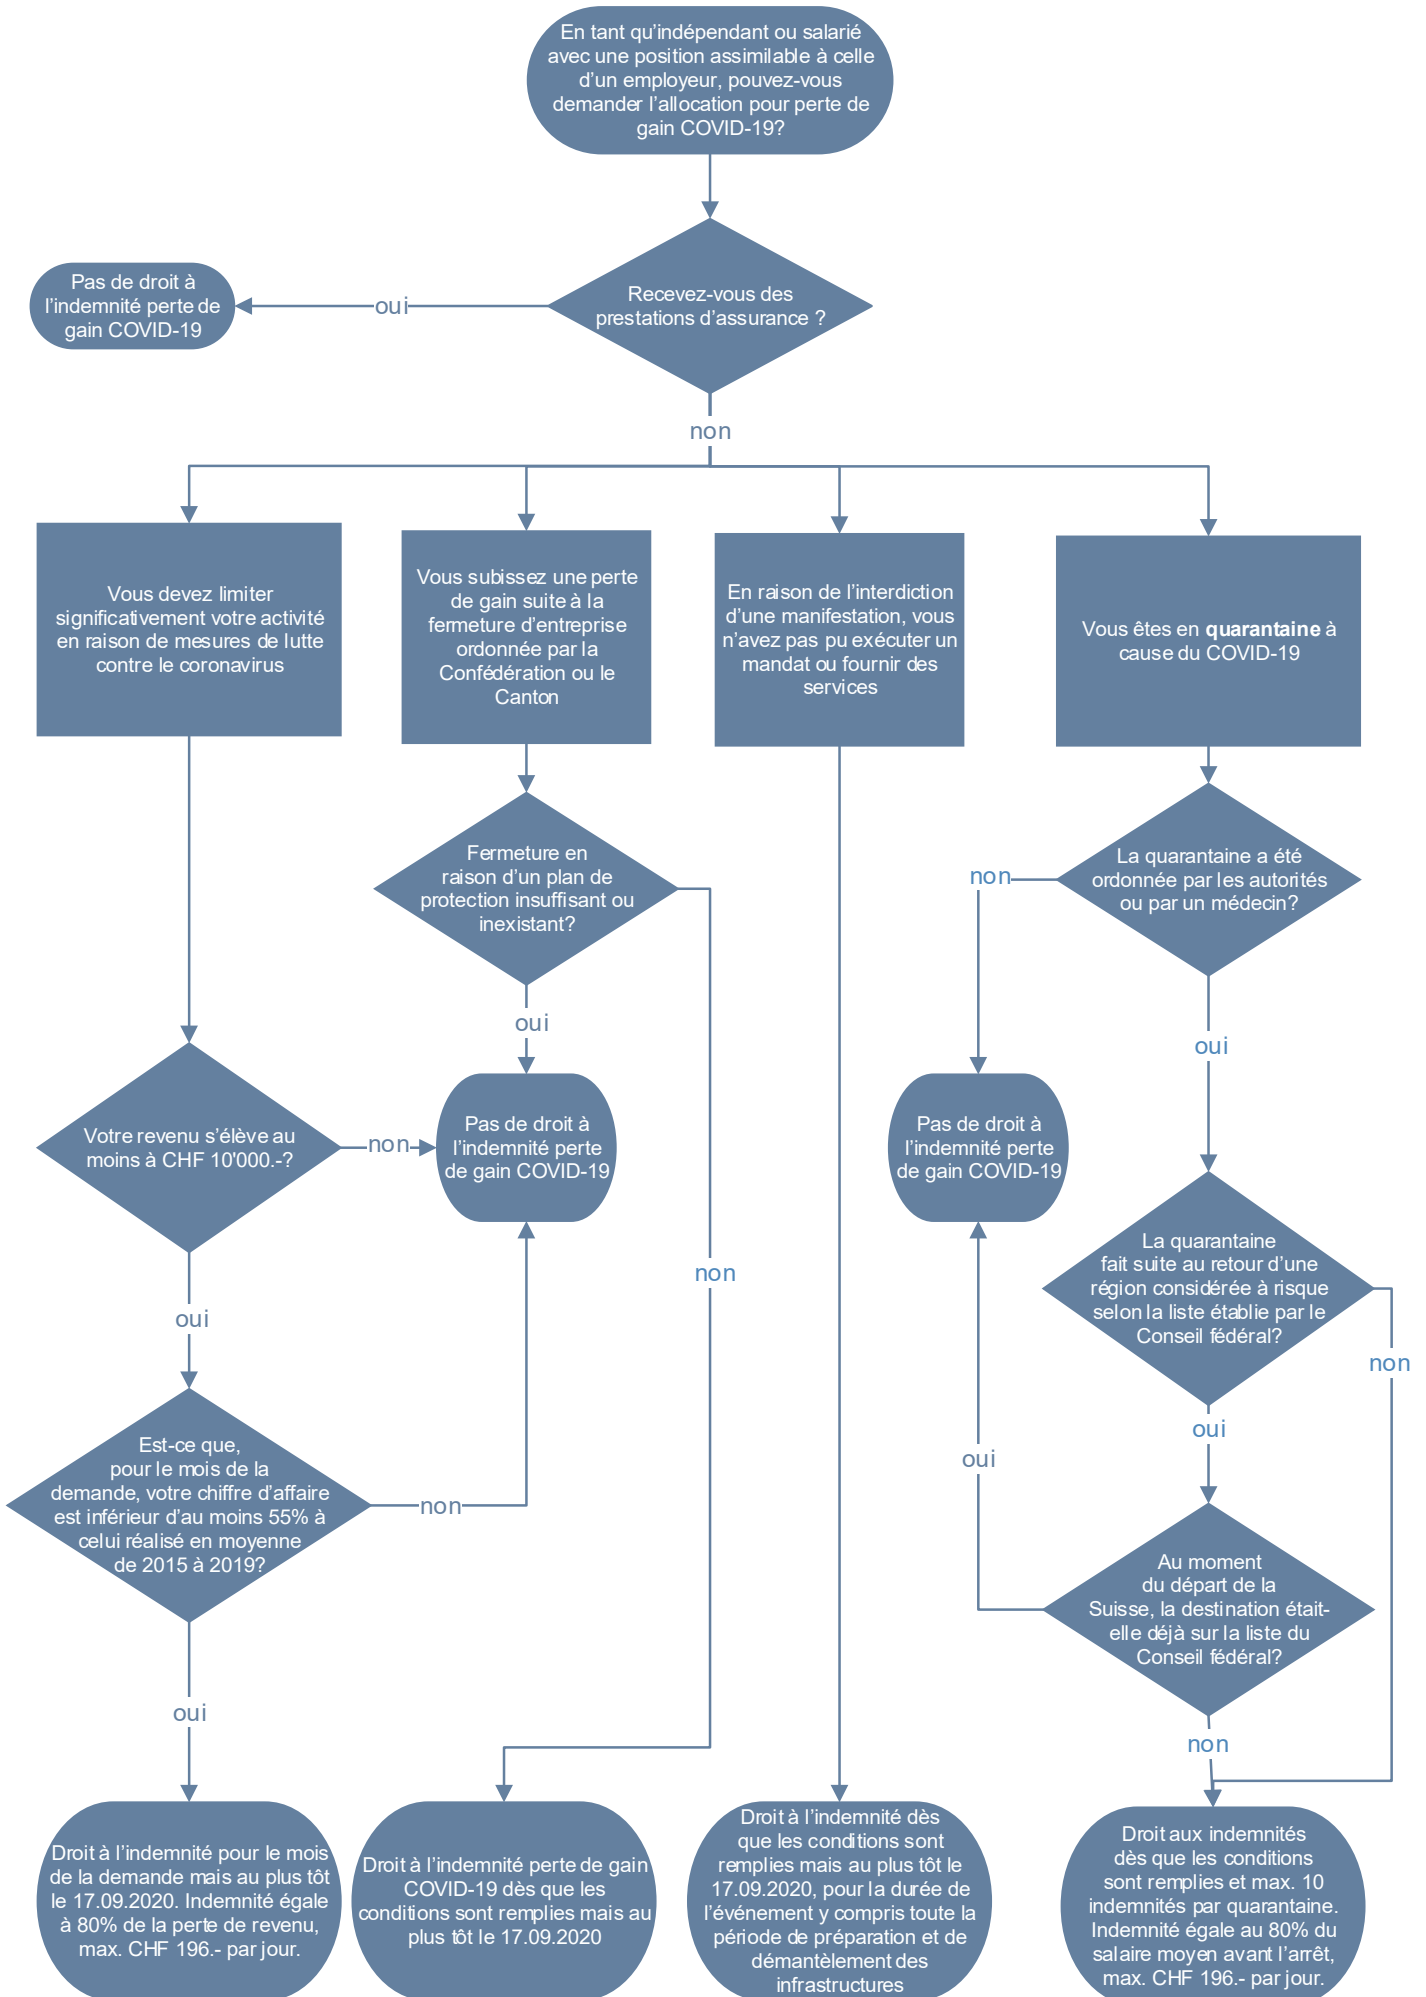 En tant qu’indépendant ou salarié
avec une position assimilable à celle
d’un employeur, pouvez-vous
demander l’allocation pour perte de
gain COVID-19?
Recevez-vous des
prestations d’assurance ?
oui
Pas de droit à
l’indemnité perte de
gain COVID-19
non
Vous devez limiter
significativement votre activité
en raison de mesures de lutte
contre le coronavirus
Vous subissez une perte
de gain suite à la
fermeture d’entreprise
ordonnée par la
Confédération ou le
Canton
En raison de l’interdiction
d’une manifestation, vous
n’avez pas pu exécuter un
mandat ou fournir des
services
Vous êtes en quarantaine à
cause du COVID-19
Fermeture en
raison d’un plan de
protection insuffisant ou
inexistant?
La quarantaine a été
ordonnée par les autorités
ou par un médecin?
non
oui
oui
Votre revenu s’élève au
moins à CHF 10'000.-?
non
Pas de droit à
l’indemnité perte
de gain COVID-19
Pas de droit à
l’indemnité perte
de gain COVID-19
La quarantaine
fait suite au retour d’une
région considérée à risque
selon la liste établie par le
Conseil fédéral?
non
oui
non
oui
oui
Est-ce que,
pour le mois de la
demande, votre chiffre d’affaire
est inférieur d’au moins 55% à
celui réalisé en moyenne
de 2015 à 2019?
non
Au moment
du départ de la
Suisse, la destination était-
elle déjà sur la liste du
Conseil fédéral?
oui
non
Droit à l’indemnité pour le mois
de la demande mais au plus tôt
le 17.09.2020. Indemnité égale
à 80% de la perte de revenu,
max. CHF 196.- par jour.
Droit à l’indemnité perte de gain
COVID-19 dès que les
conditions sont remplies mais au
plus tôt le 17.09.2020
Droit à l’indemnité dès
que les conditions sont
remplies mais au plus tôt le
17.09.2020, pour la durée de
l’événement y compris toute la
période de préparation et de
démantèlement des
infrastructures
Droit aux indemnités
dès que les conditions
sont remplies et max. 10
indemnités par quarantaine.
Indemnité égale au 80% du
salaire moyen avant l’arrêt,
max. CHF 196.- par jour.